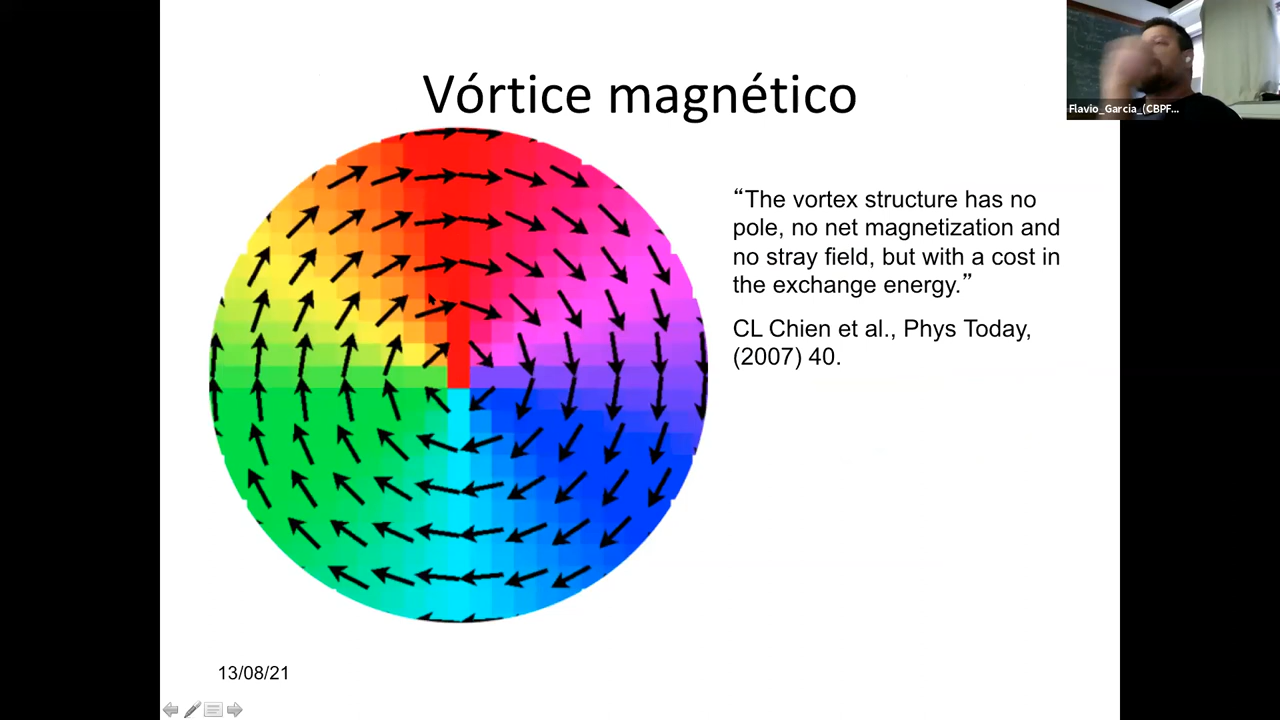 Vórtice magnético
Flavio_Garcia_(CBPF...
“The vortex structure has no
pole, no net magnetization and
no stray field, but with a cost in
the exchange energy.”
CL Chien et al., Phys Today,
(2007) 40.
13/08/21